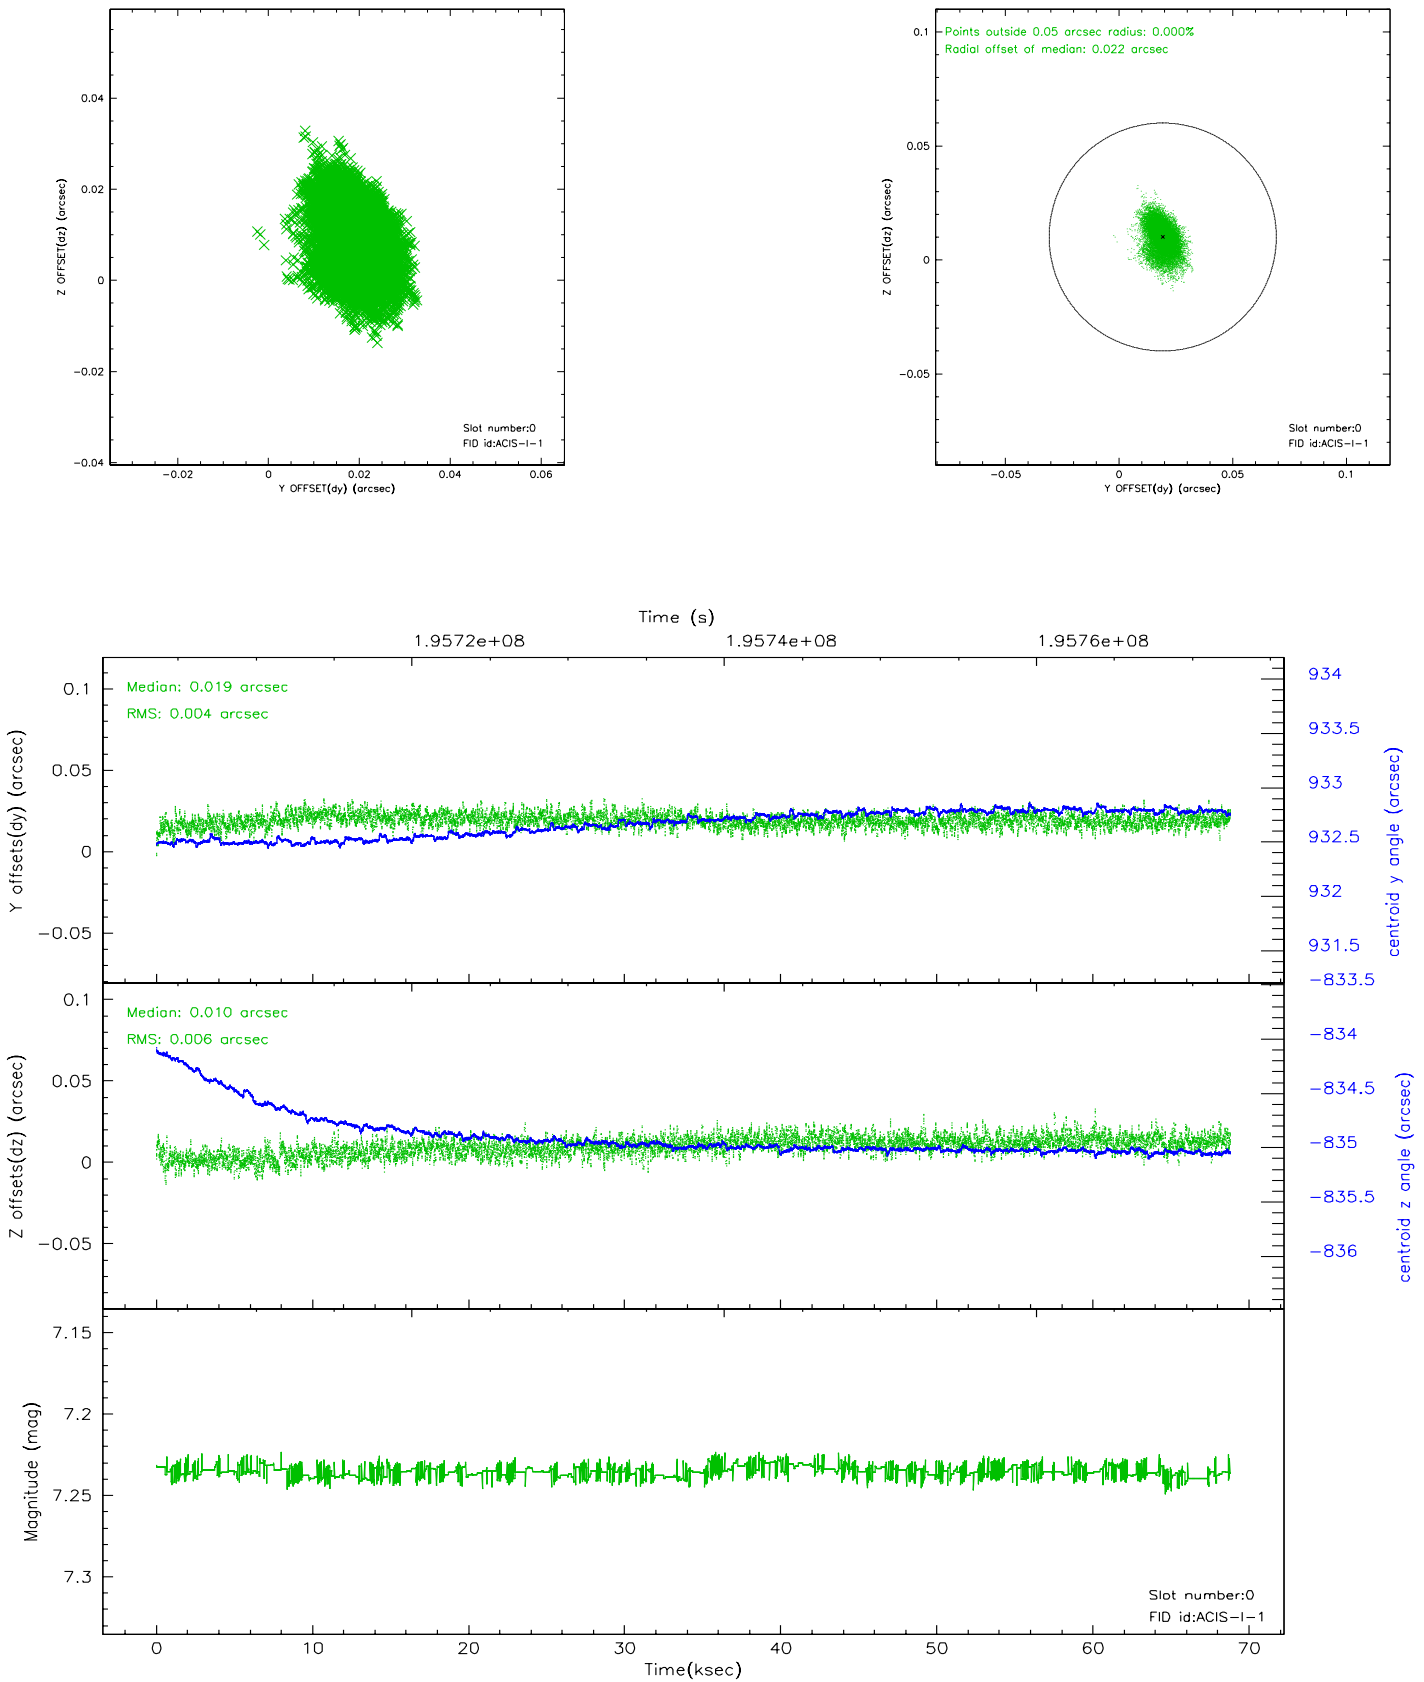 0.04
0.02
0
−0.02
−0.04
Z OFFSET(dz) (arcsec)
−0.02 0 0.02 0.04 0.06
Y OFFSET(dy) (arcsec)
Slot number:0
FID id:ACIS−I−1
Points outside 0.05 arcsec radius: 0.000%
Radial offset of median: 0.022 arcsec
0.1
0.05
0
−0.05
Z OFFSET(dz) (arcsec)
−0.05 0 0.05 0.1
Y OFFSET(dy) (arcsec)
Slot number:0
FID id:ACIS−I−1
Time (s)
1.9572e+08 1.9574e+08 1.9576e+08
Median: 0.019 arcsec
RMS: 0.004 arcsec
0.1
0.05
0
−0.05
Y offsets(dy) (arcsec)
934
933.5
933
932.5
932
931.5
centroid y angle (arcsec)
Median: 0.010 arcsec
RMS: 0.006 arcsec
0.1
0.05
0
−0.05
Z offsets(dz) (arcsec)
−833.5
−834
−834.5
−835
−835.5
−836
centroid z angle (arcsec)
7.15
7.2
7.25
7.3
Magnitude (mag)
Slot number:0
FID id:ACIS−I−1
0 10 20 30 40 50 60 70
Time(ksec)